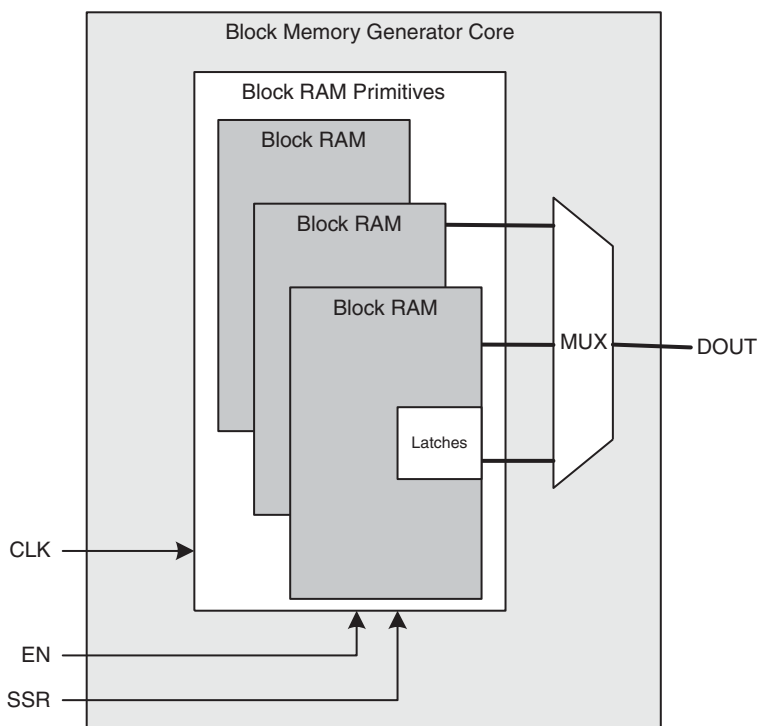 Block Memory Generator Core
Block RAM Primitives
Block RAM
Block RAM
Block RAM
MUX
DOUT
Latches
CLK
EN
SSR